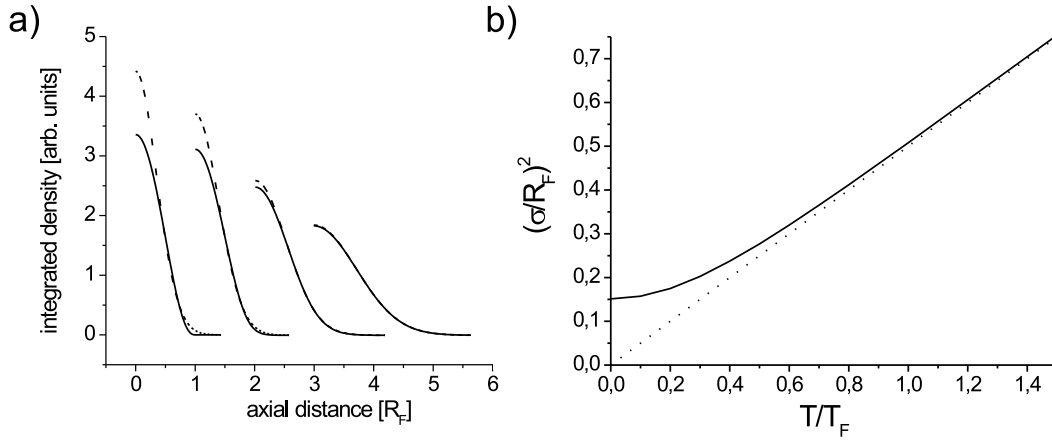 a)
5
4
3
2
1
0
integrated density [arb. units]
0 1 2 3 4 5 6
axial distance [R_F]
b)
0,7
0,6
0,5
0,4
0,3
0,2
0,1
0,0
(σ/R_F)²
0,0 0,2 0,4 0,6 0,8 1,0 1,2 1,4
T/T_F